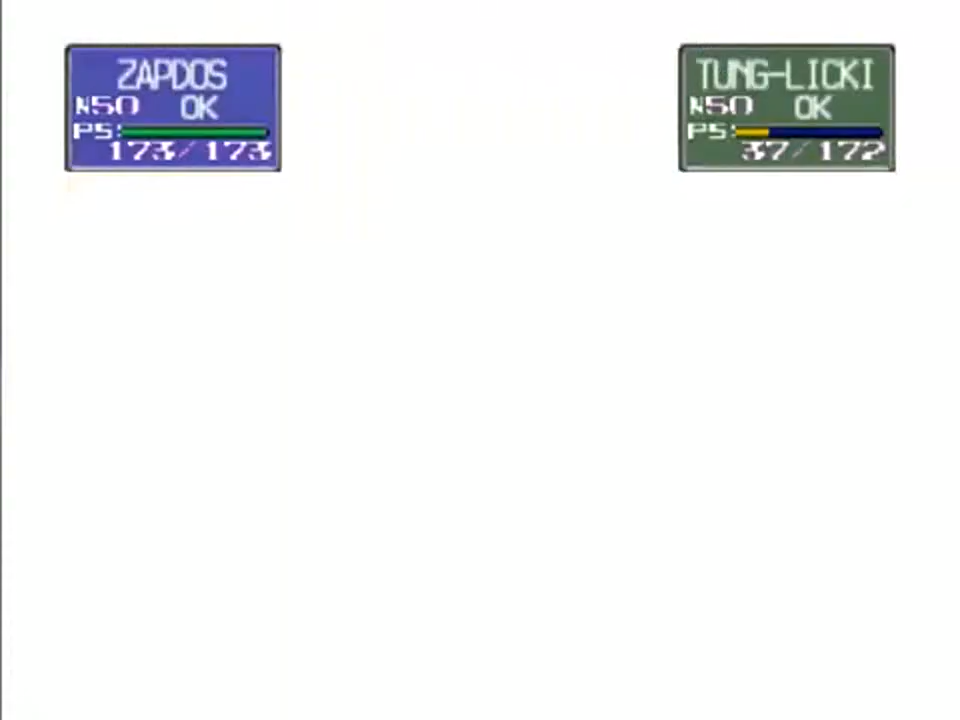 ZAPDOS
N50 OK
PS:
173/173
TUNG-LICKI
N50 OK
PS:
37/172